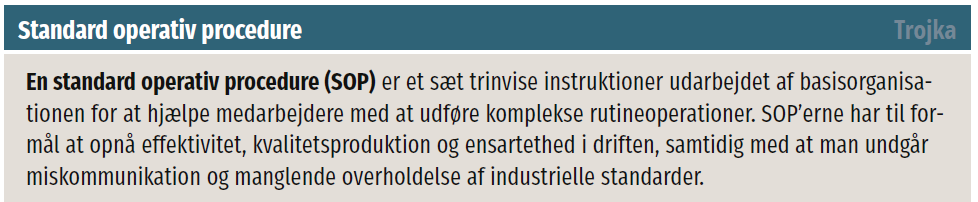 Standard operativ procedure Trojka
En standard operativ procedure (SOP) er et sæt trinvise instruktioner udarbejdet af basisorganisa-
tionen for at hjælpe medarbejdere med at udføre komplekse rutineoperationer. SOP'erne har til for-
mål at opnå effektivitet, kvalitetsproduktion og ensartethed i driften, samtidig med at man undgår
miskommunikation og manglende overholdelse af industrielle standarder.